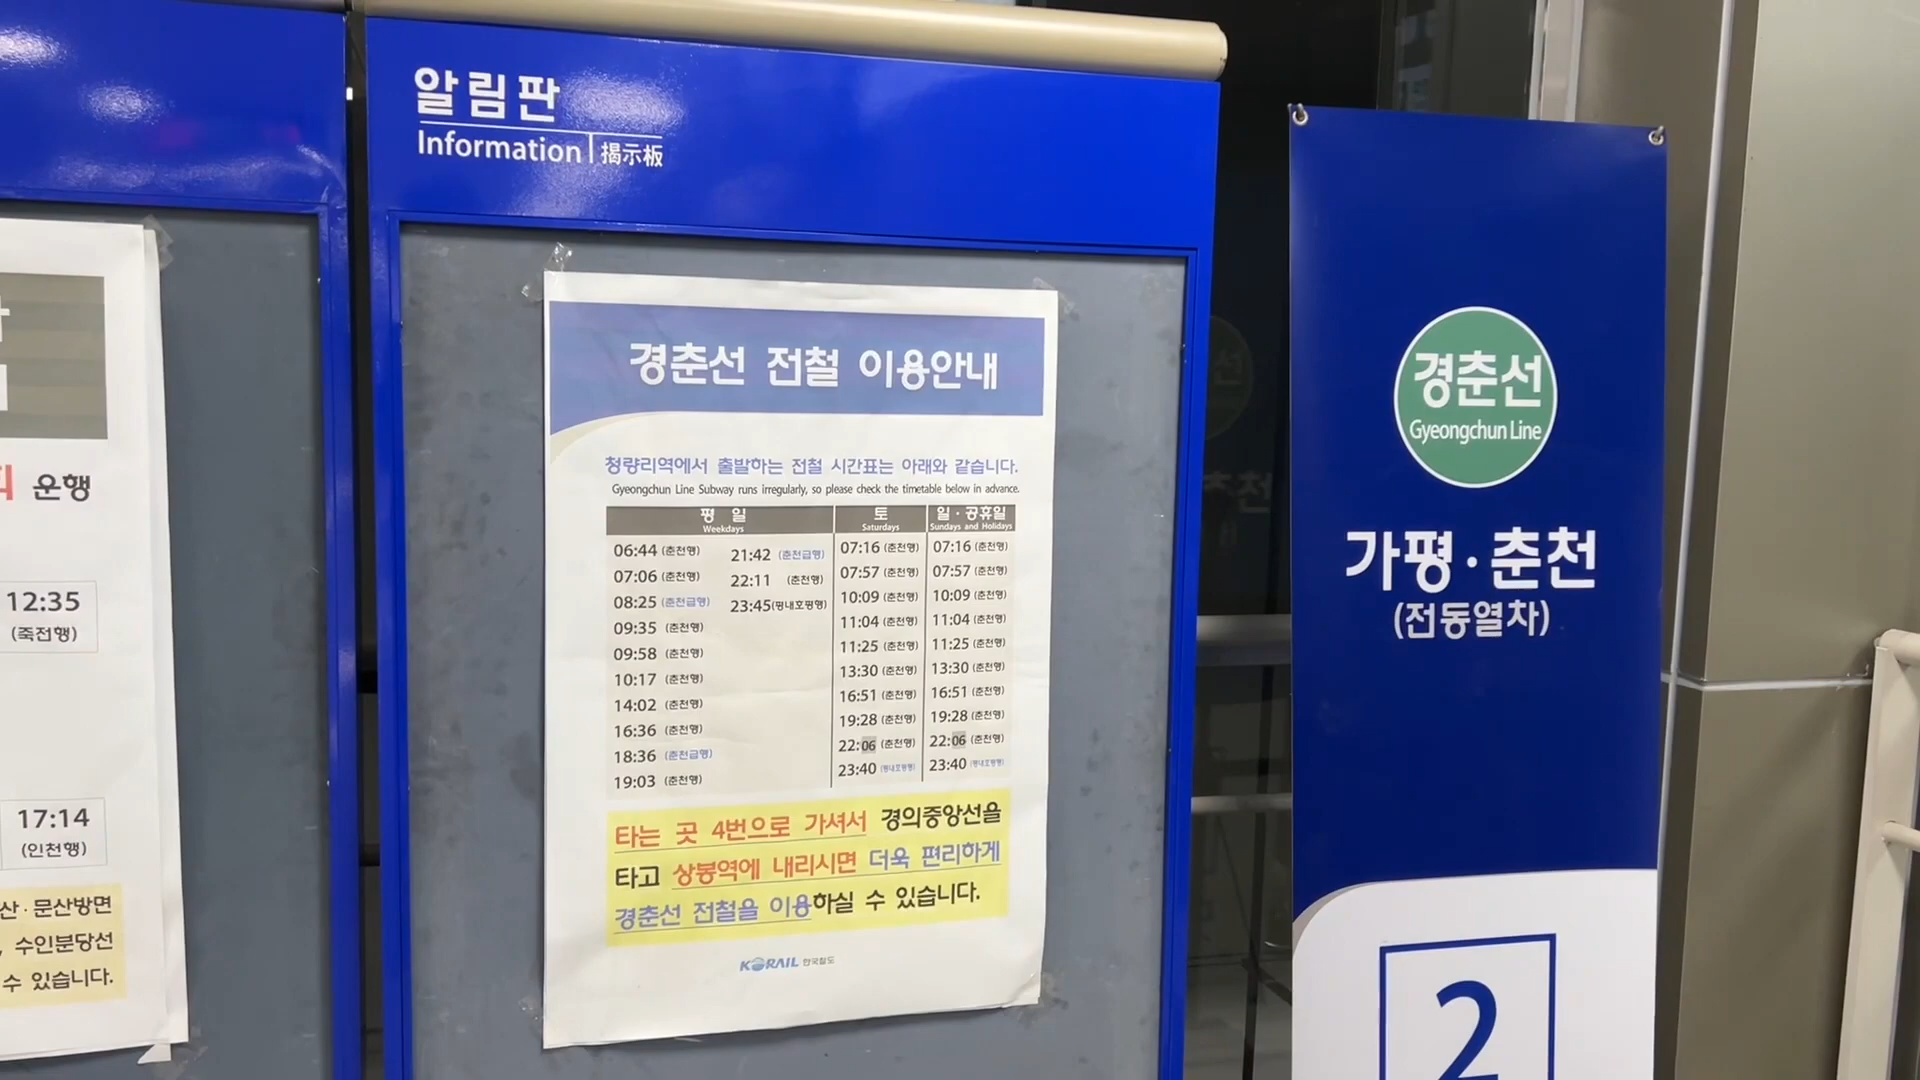 알림판
Information 揭示板
운행
12:35
(죽전행)
17:14
(인천행)
산·문산방면
, 수인분당선
수 있습니다.
경춘선 전철 이용안내
청량리역에서 출발하는 전철 시간표는 아래와 같습니다.
Gyeongchun Line Subway runs irregularly, so please check the timetable below in advance.
평 일 토 일·공휴일
Weekdays Saturdays Sundays and Holidays
06:44 (춘천행) 21:42 (춘천급행) 07:16 (춘천행) 07:16 (춘천행)
07:06 (춘천행) 22:11 (춘천행) 07:57 (춘천행) 07:57 (춘천행)
08:25 (춘천급행) 23:45(평내호평행) 10:09 (춘천행) 10:09 (춘천행)
09:35 (춘천행) 11:04 (춘천행) 11:04 (춘천행)
09:58 (춘천행) 11:25 (춘천행) 11:25 (춘천행)
10:17 (춘천행) 13:30 (춘천행) 13:30 (춘천행)
14:02 (춘천행) 16:51 (춘천행) 16:51 (춘천행)
16:36 (춘천행) 19:28 (춘천행) 19:28 (춘천행)
18:36 (춘천급행) 22:06 (춘천행) 22:06 (춘천행)
19:03 (춘천행) 23:40 (평내호평행) 23:40 (평내호평행)
타는 곳 4번으로 가셔서 경의중앙선을
타고 상봉역에 내리시면 더욱 편리하게
경춘선 전철을 이용하실 수 있습니다.
KORAIL 한국철도
경춘선
Gyeongchun Line
가평·춘천
(전동열차)
2